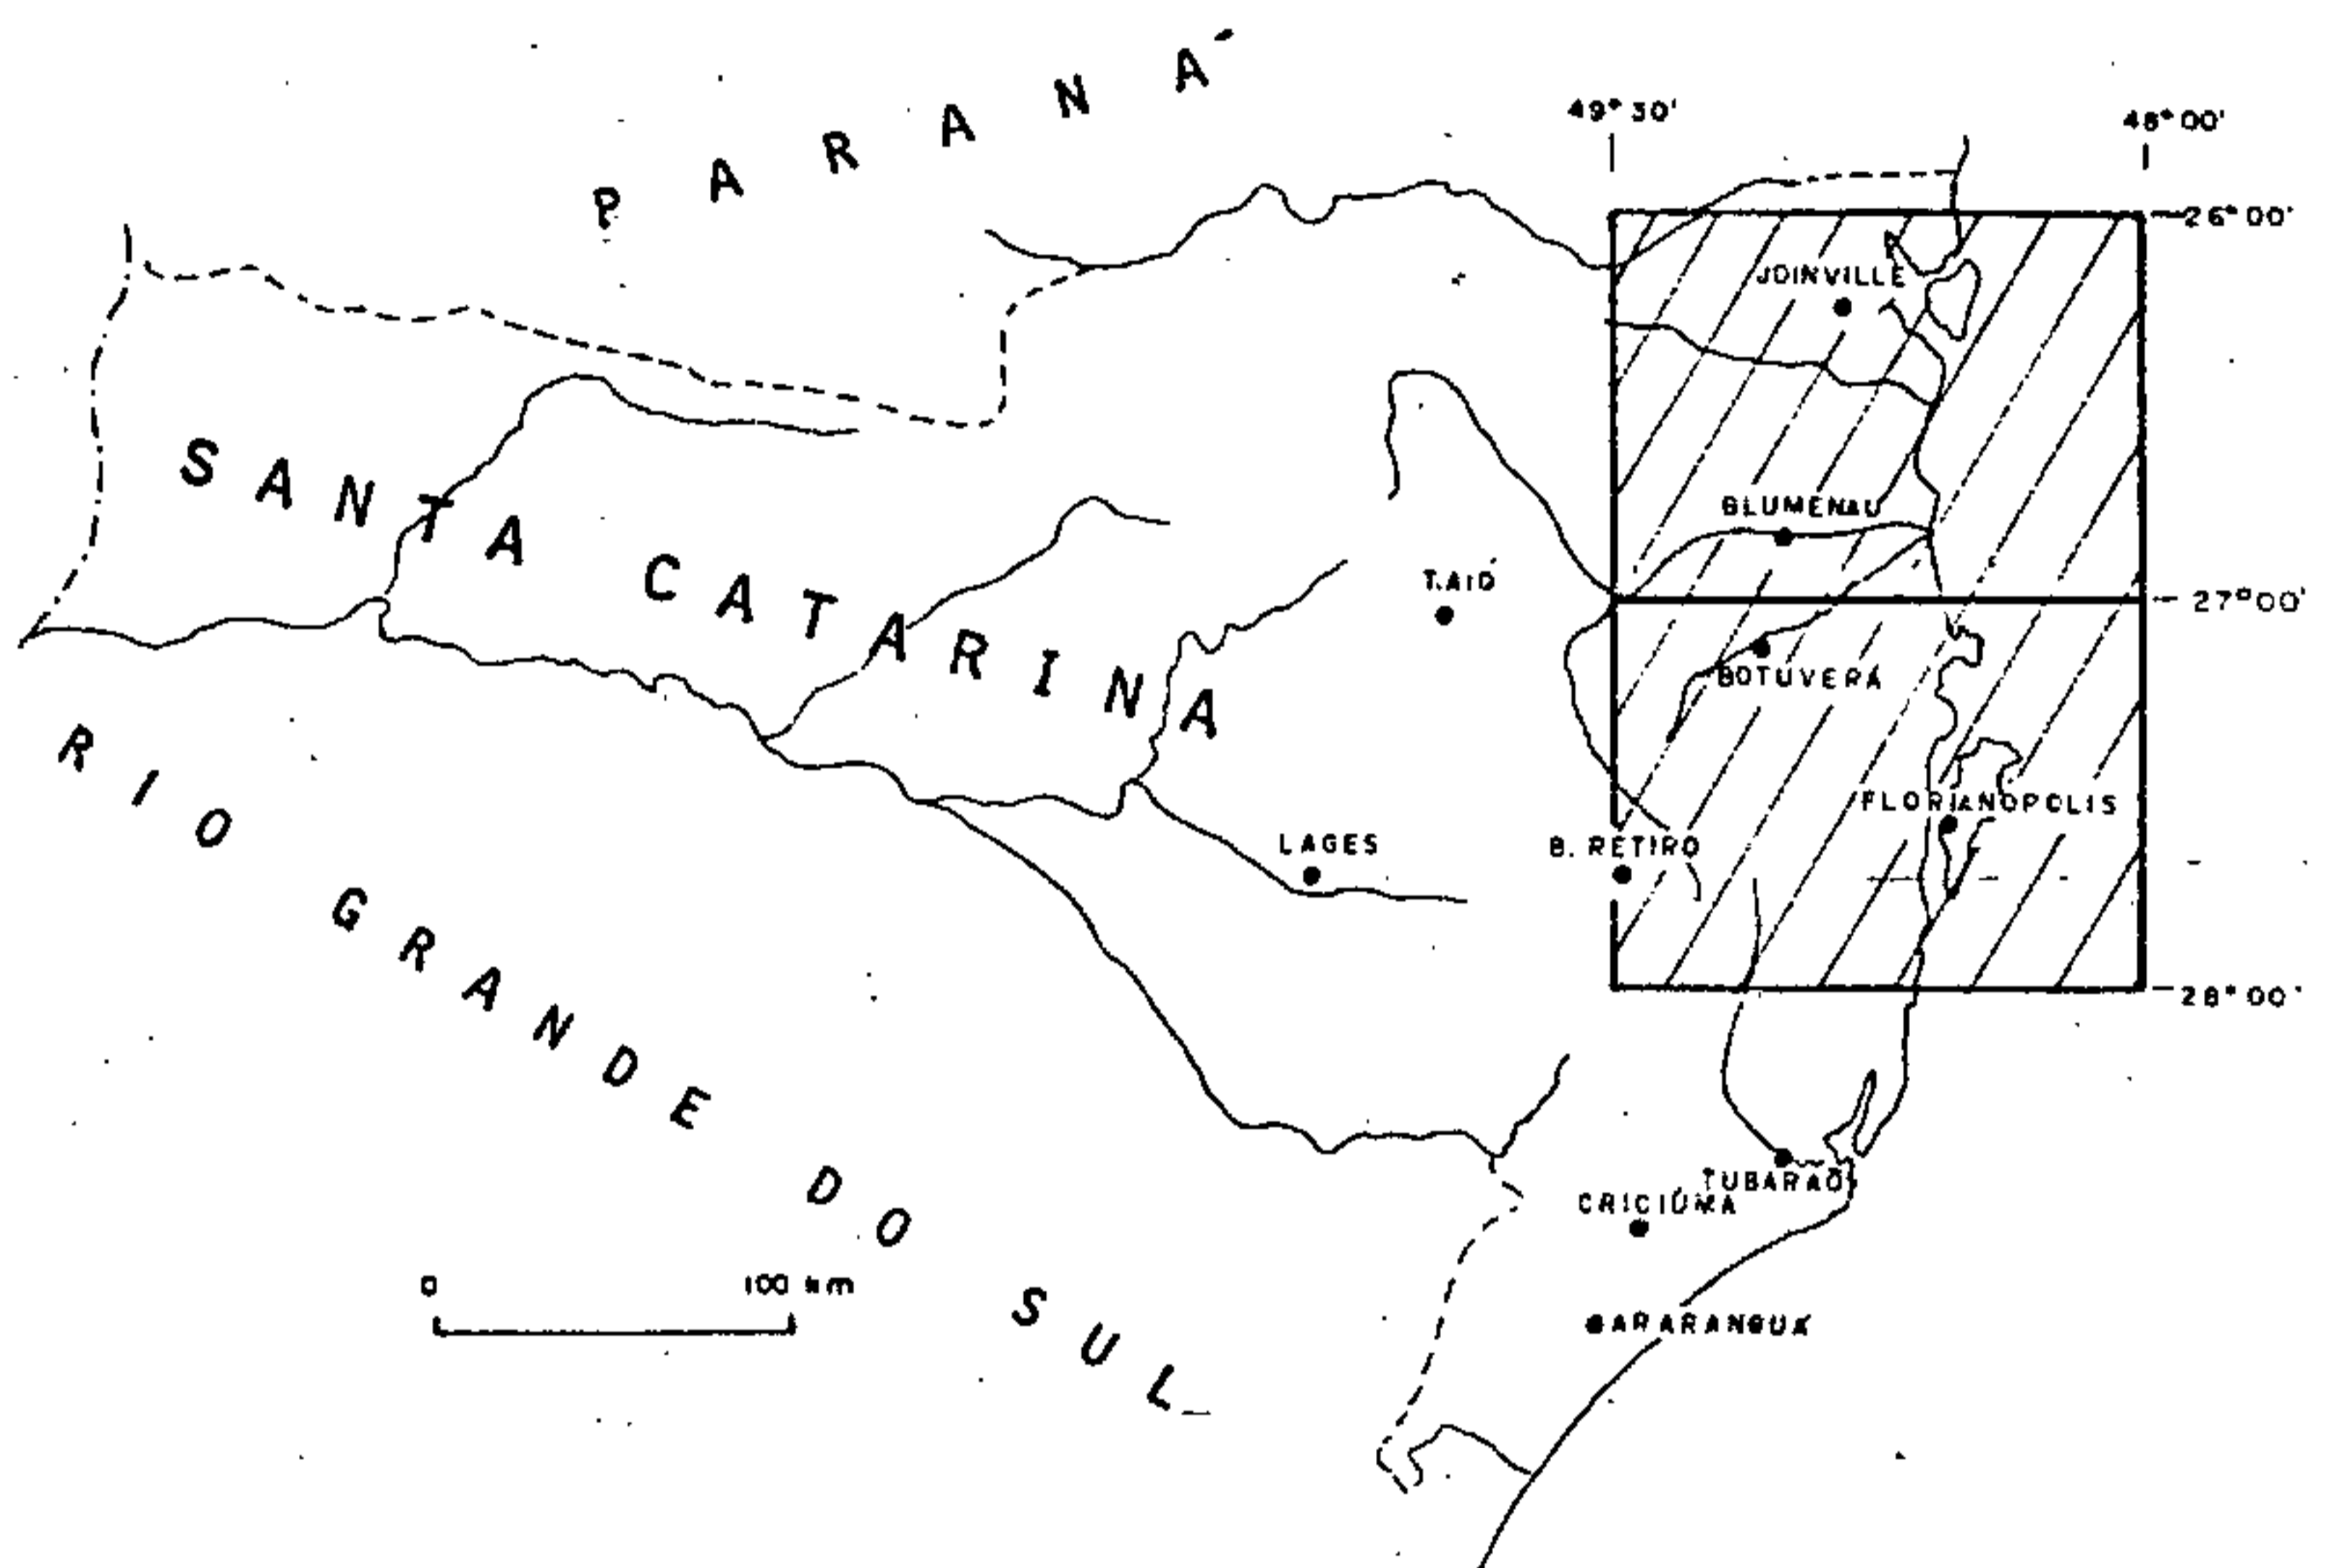 PARANÁ
49° 30'
48° 00'
26° 00'
JOINVILLE
SANTA CATARINA
BLUMENAU
TAIÓ
27°00'
BOTUVERÁ
RIO GRANDE DO SUL
FLORIANÓPOLIS
LAGES
B. RETIRO
28°00'
TUBARÃO
CRICIÚMA
0 100 km
ARARANGUÁ